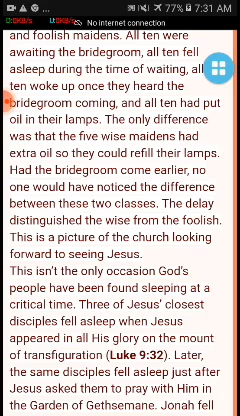 77% 7:31 AM
0KB/s 0KB/s No internet connection
and foolish maidens. All ten were
awaiting the bridegroom, all ten fell
asleep during the time of waiting, all
ten woke up once they heard the
bridegroom coming, and all ten had put
oil in their lamps. The only difference
was that the five wise maidens had
extra oil so they could refill their lamps.
Had the bridegroom come earlier, no
one would have noticed the difference
between these two classes. The delay
distinguished the wise from the foolish.
This is a picture of the church looking
forward to seeing Jesus.
This isn't the only occasion God's
people have been found sleeping at a
critical time. Three of Jesus' closest
disciples fell asleep when Jesus
appeared in all His glory on the mount
of transfiguration (Luke 9:32). Later,
the same disciples fell asleep just after
Jesus asked them to pray with Him in
the Garden of Gethsemane. Jonah fell